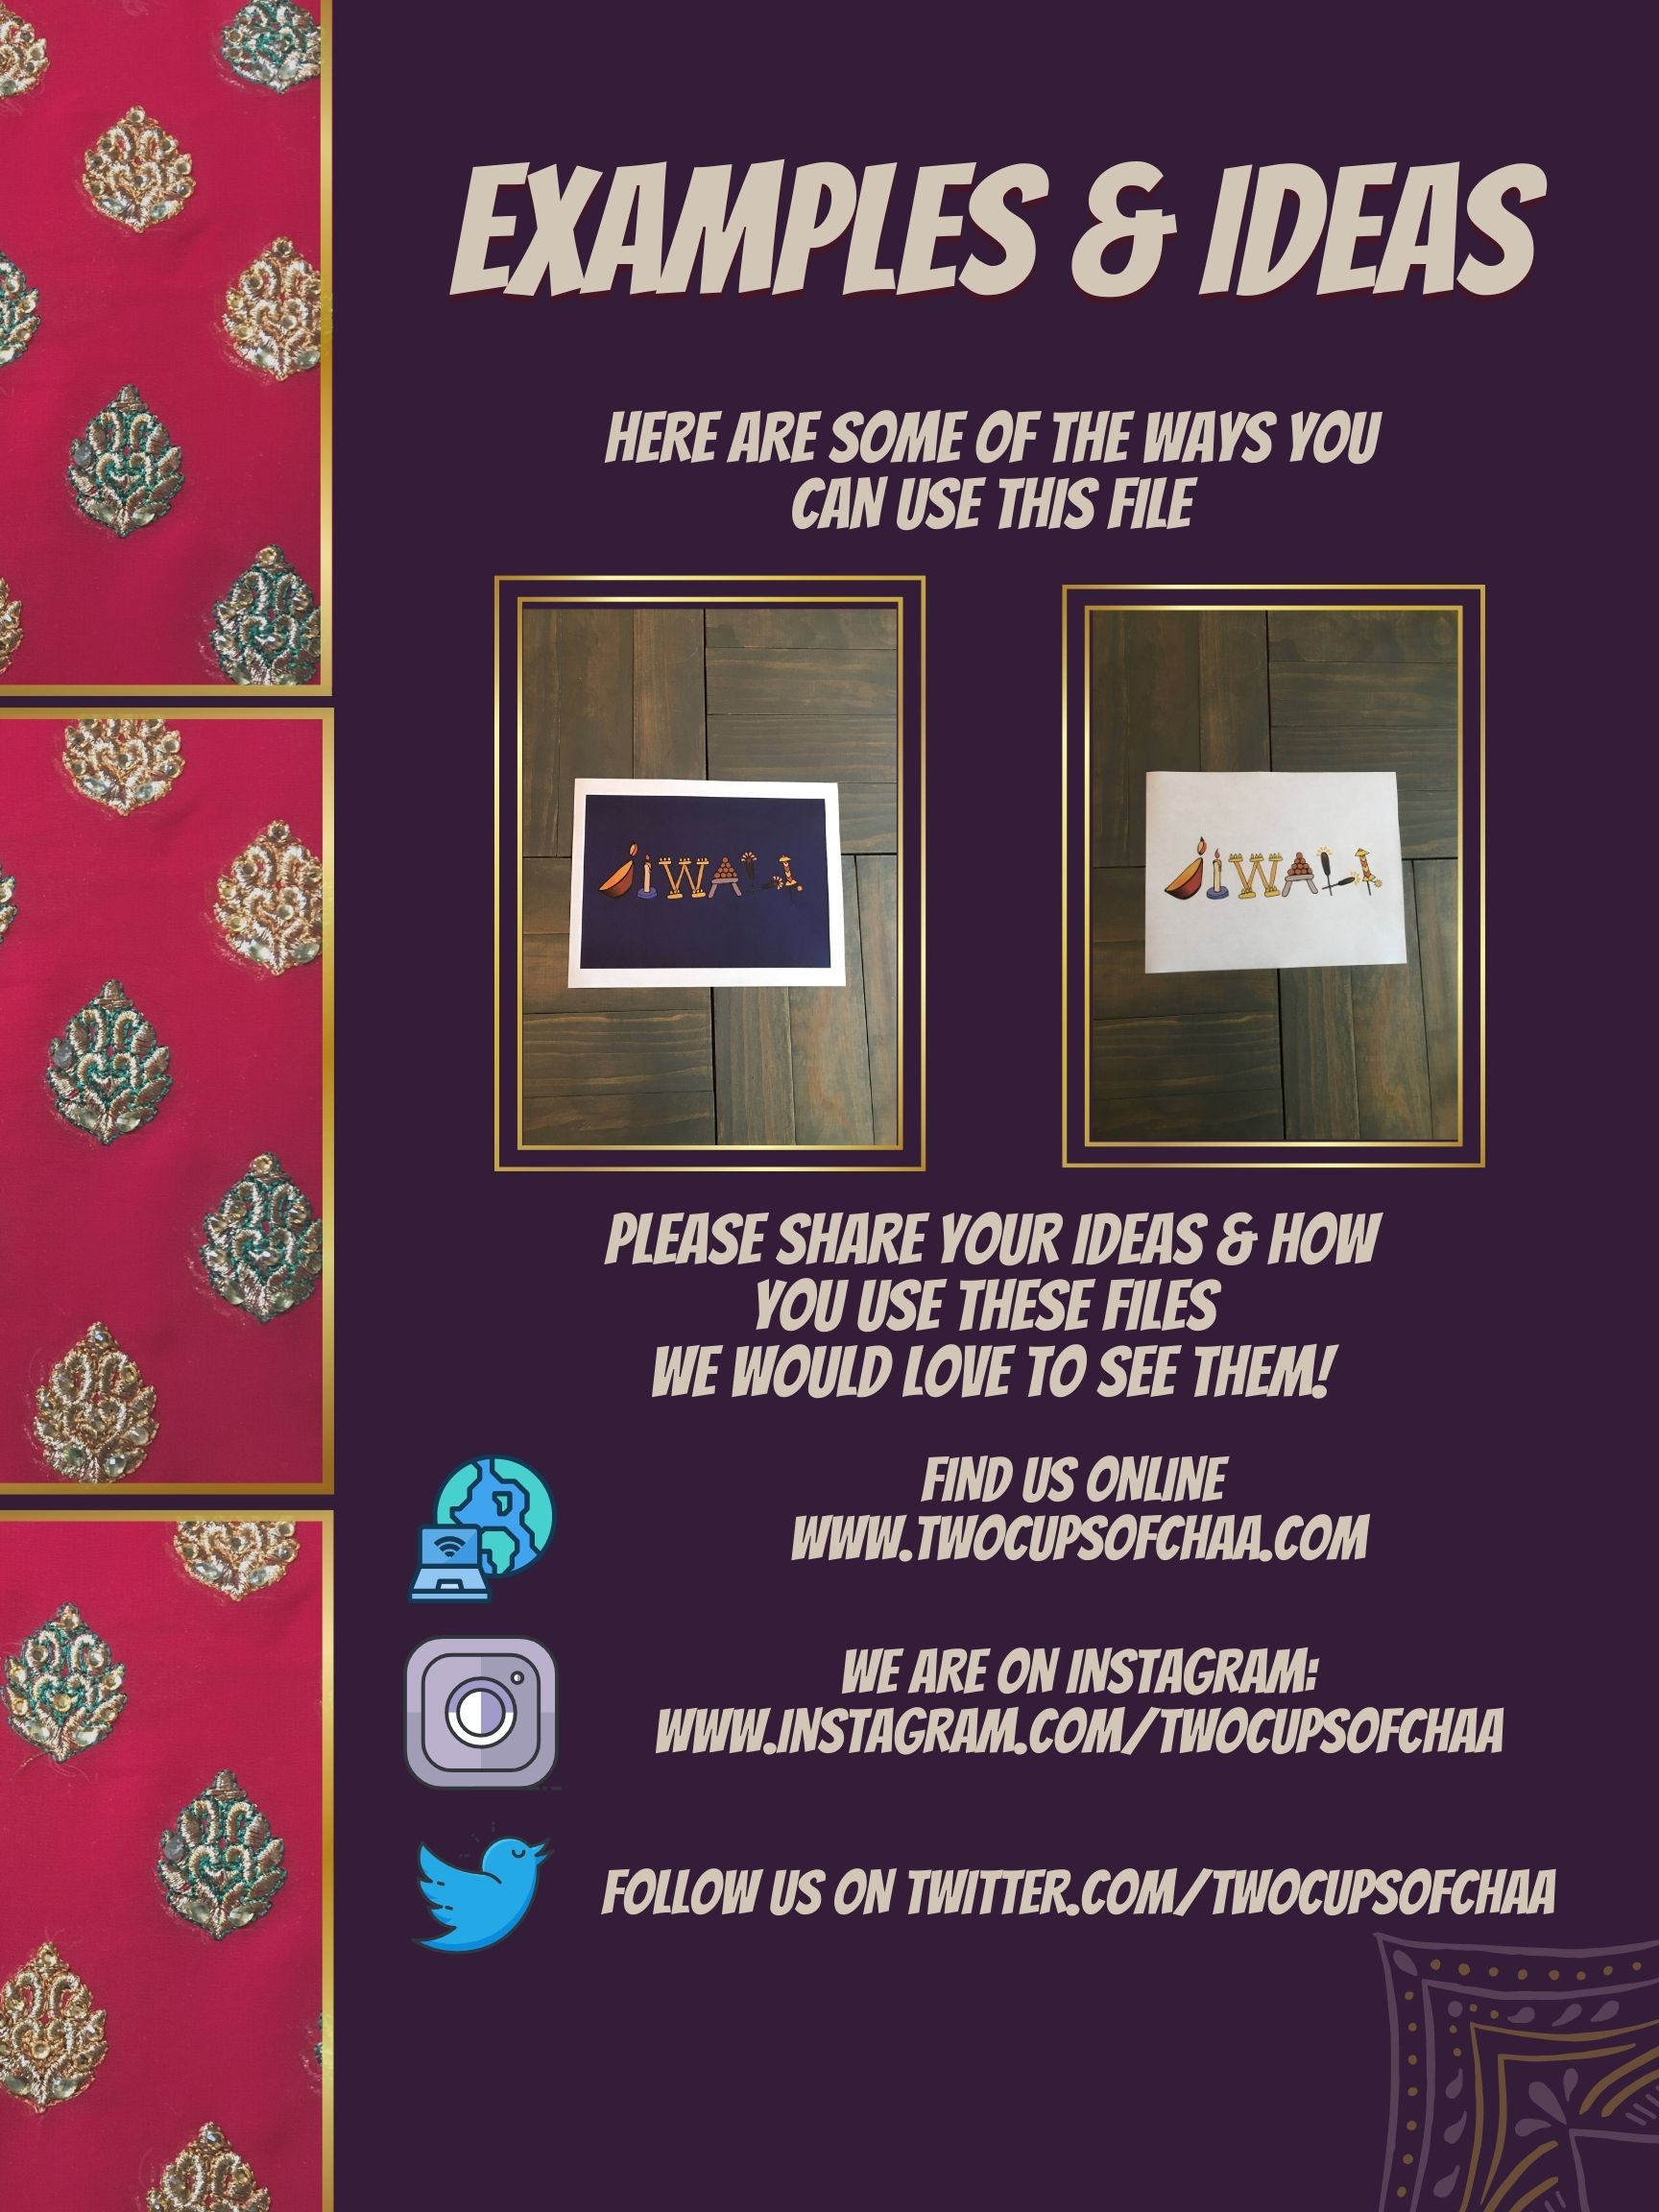 EXAMPLES & IDEAS
HERE ARE SOME OF THE WAYS YOU
CAN USE THIS FILE
DIWALI
DIWALI
PLEASE SHARE YOUR IDEAS & HOW
YOU USE THESE FILES
WE WOULD LOVE TO SEE THEM!
FIND US ONLINE
WWW.TWOCUPSOFCHAA.COM
WE ARE ON INSTAGRAM:
WWW.INSTAGRAM.COM/TWOCUPSOFCHAA
FOLLOW US ON TWITTER.COM/TWOCUPSOFCHAA